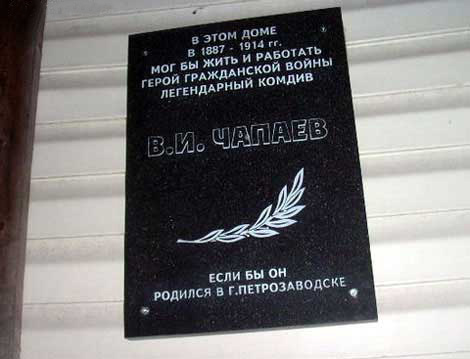 В ЭТОМ ДОМЕ
В 1887 - 1914 гг.
МОГ БЫ ЖИТЬ И РАБОТАТЬ
ГЕРОЙ ГРАЖДАНСКОЙ ВОЙНЫ
ЛЕГЕНДАРНЫЙ КОМДИВ
В.И. ЧАПАЕВ
ЕСЛИ БЫ ОН
РОДИЛСЯ В Г.ПЕТРОЗАВОДСКЕ